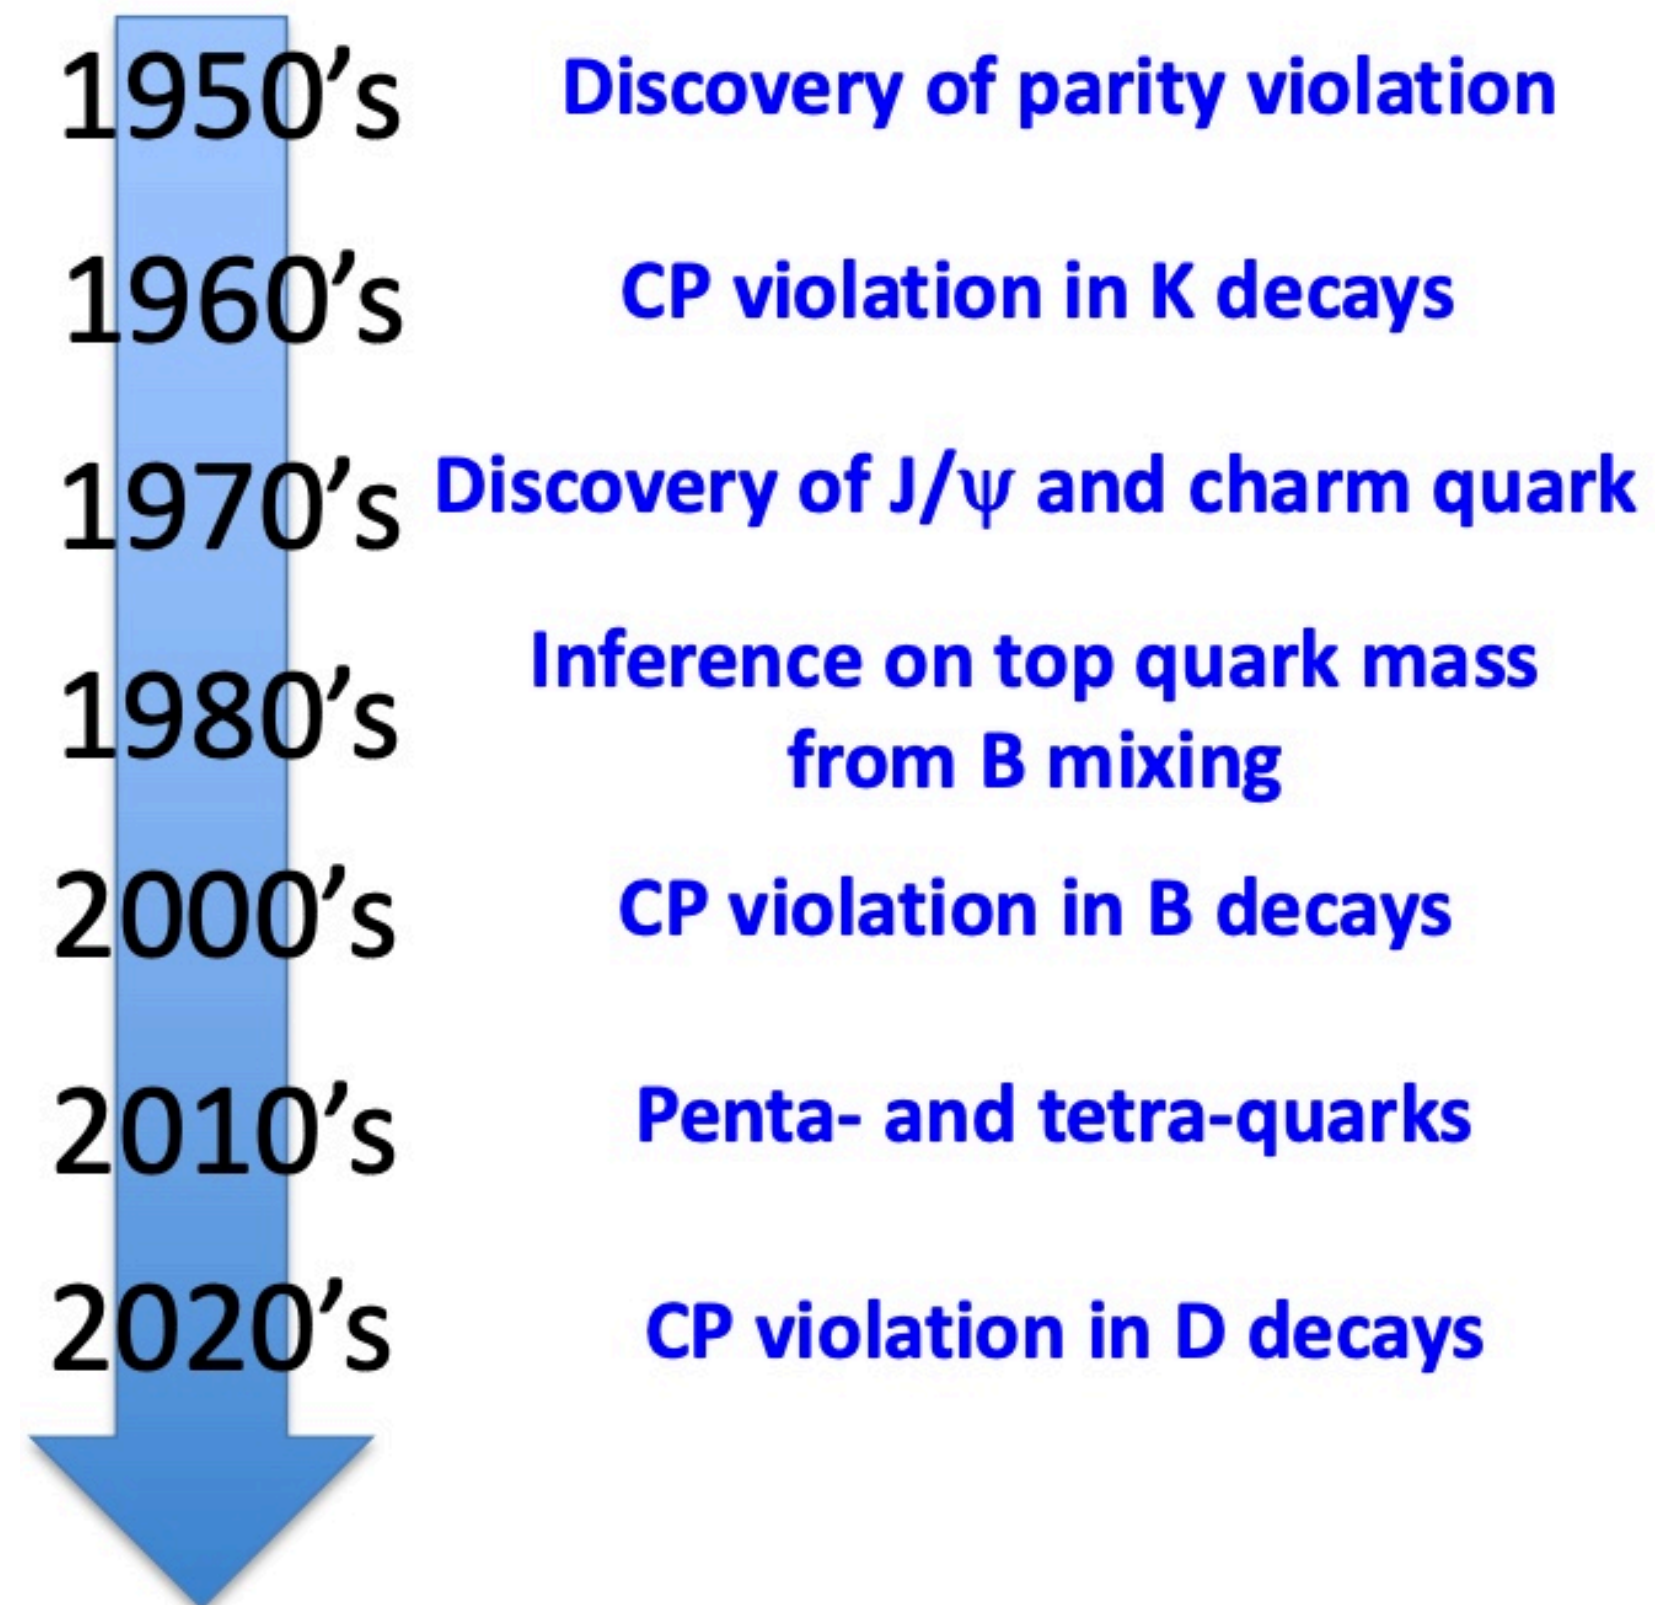 1950’s Discovery of parity violation
1960’s CP violation in K decays
1970’s Discovery of J/ψ and charm quark
1980’s Inference on top quark mass
from B mixing
2000’s CP violation in B decays
2010’s Penta- and tetra-quarks
2020’s CP violation in D decays